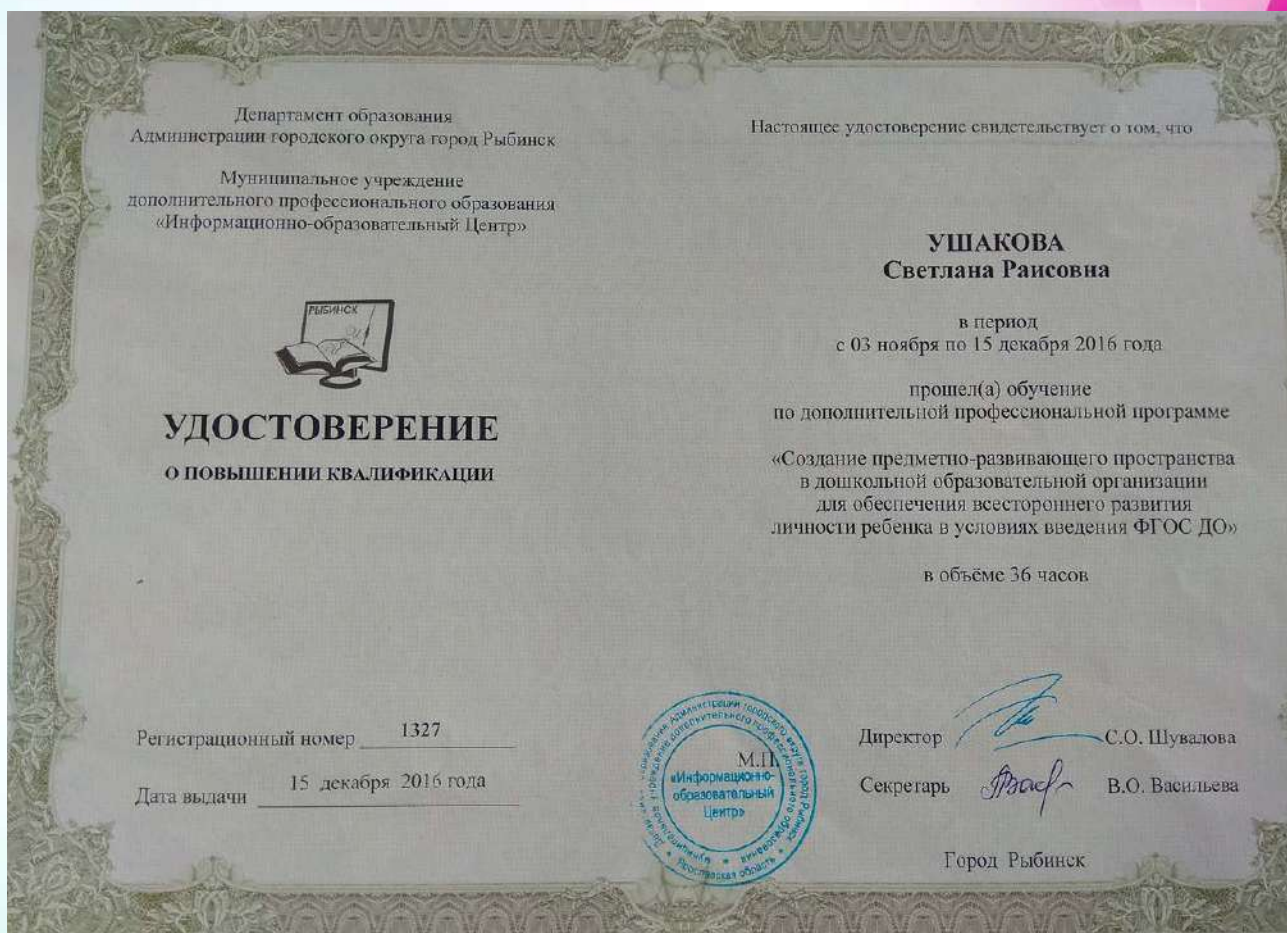 Департамент образования
Администрации городского округа город Рыбинск
Муниципальное учреждение
дополнительного профессионального образования
«Информационно-образовательный Центр»
РЫБИНСК
УДОСТОВЕРЕНИЕ
О ПОВЫШЕНИИ КВАЛИФИКАЦИИ
Регистрационный номер 1327
Дата выдачи 15 декабря 2016 года
Настоящее удостоверение свидетельствует о том, что
УШАКОВА
Светлана Раисовна
в период
с 03 ноября по 15 декабря 2016 года
прошел(а) обучение
по дополнительной профессиональной программе
«Создание предметно-развивающего пространства
в дошкольной образовательной организации
для обеспечения всестороннего развития
личности ребенка в условиях введения ФГОС ДО»
в объёме 36 часов
М.П.
«Информационно-
образовательный
Центр»
Директор С.О. Шувалова
Секретарь В.О. Васильева
Город Рыбинск